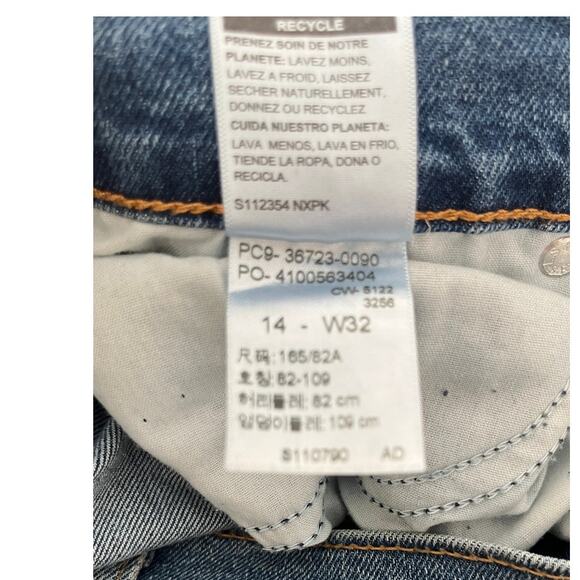 RECYCLE
PRENEZ SOIN DE NOTRE
PLANETE: LAVEZ MOINS,
LAVEZ A FROID, LAISSEZ
SECHER NATURELLEMENT,
DONNEZ OU RECYCLEZ
CUIDA NUESTRO PLANETA:
LAVA MENOS, LAVA EN FRIO,
TIENDE LA ROPA, DONA O
RECICLA.
S112354 NXPK
PC9- 36723-0090
PO- 4100563404
CW- 5122
3256
14 - W32
尺码:165/82A
호칭:82-109
허리둘레: 82 cm
엉덩이둘레: 109 cm
S110790 AD